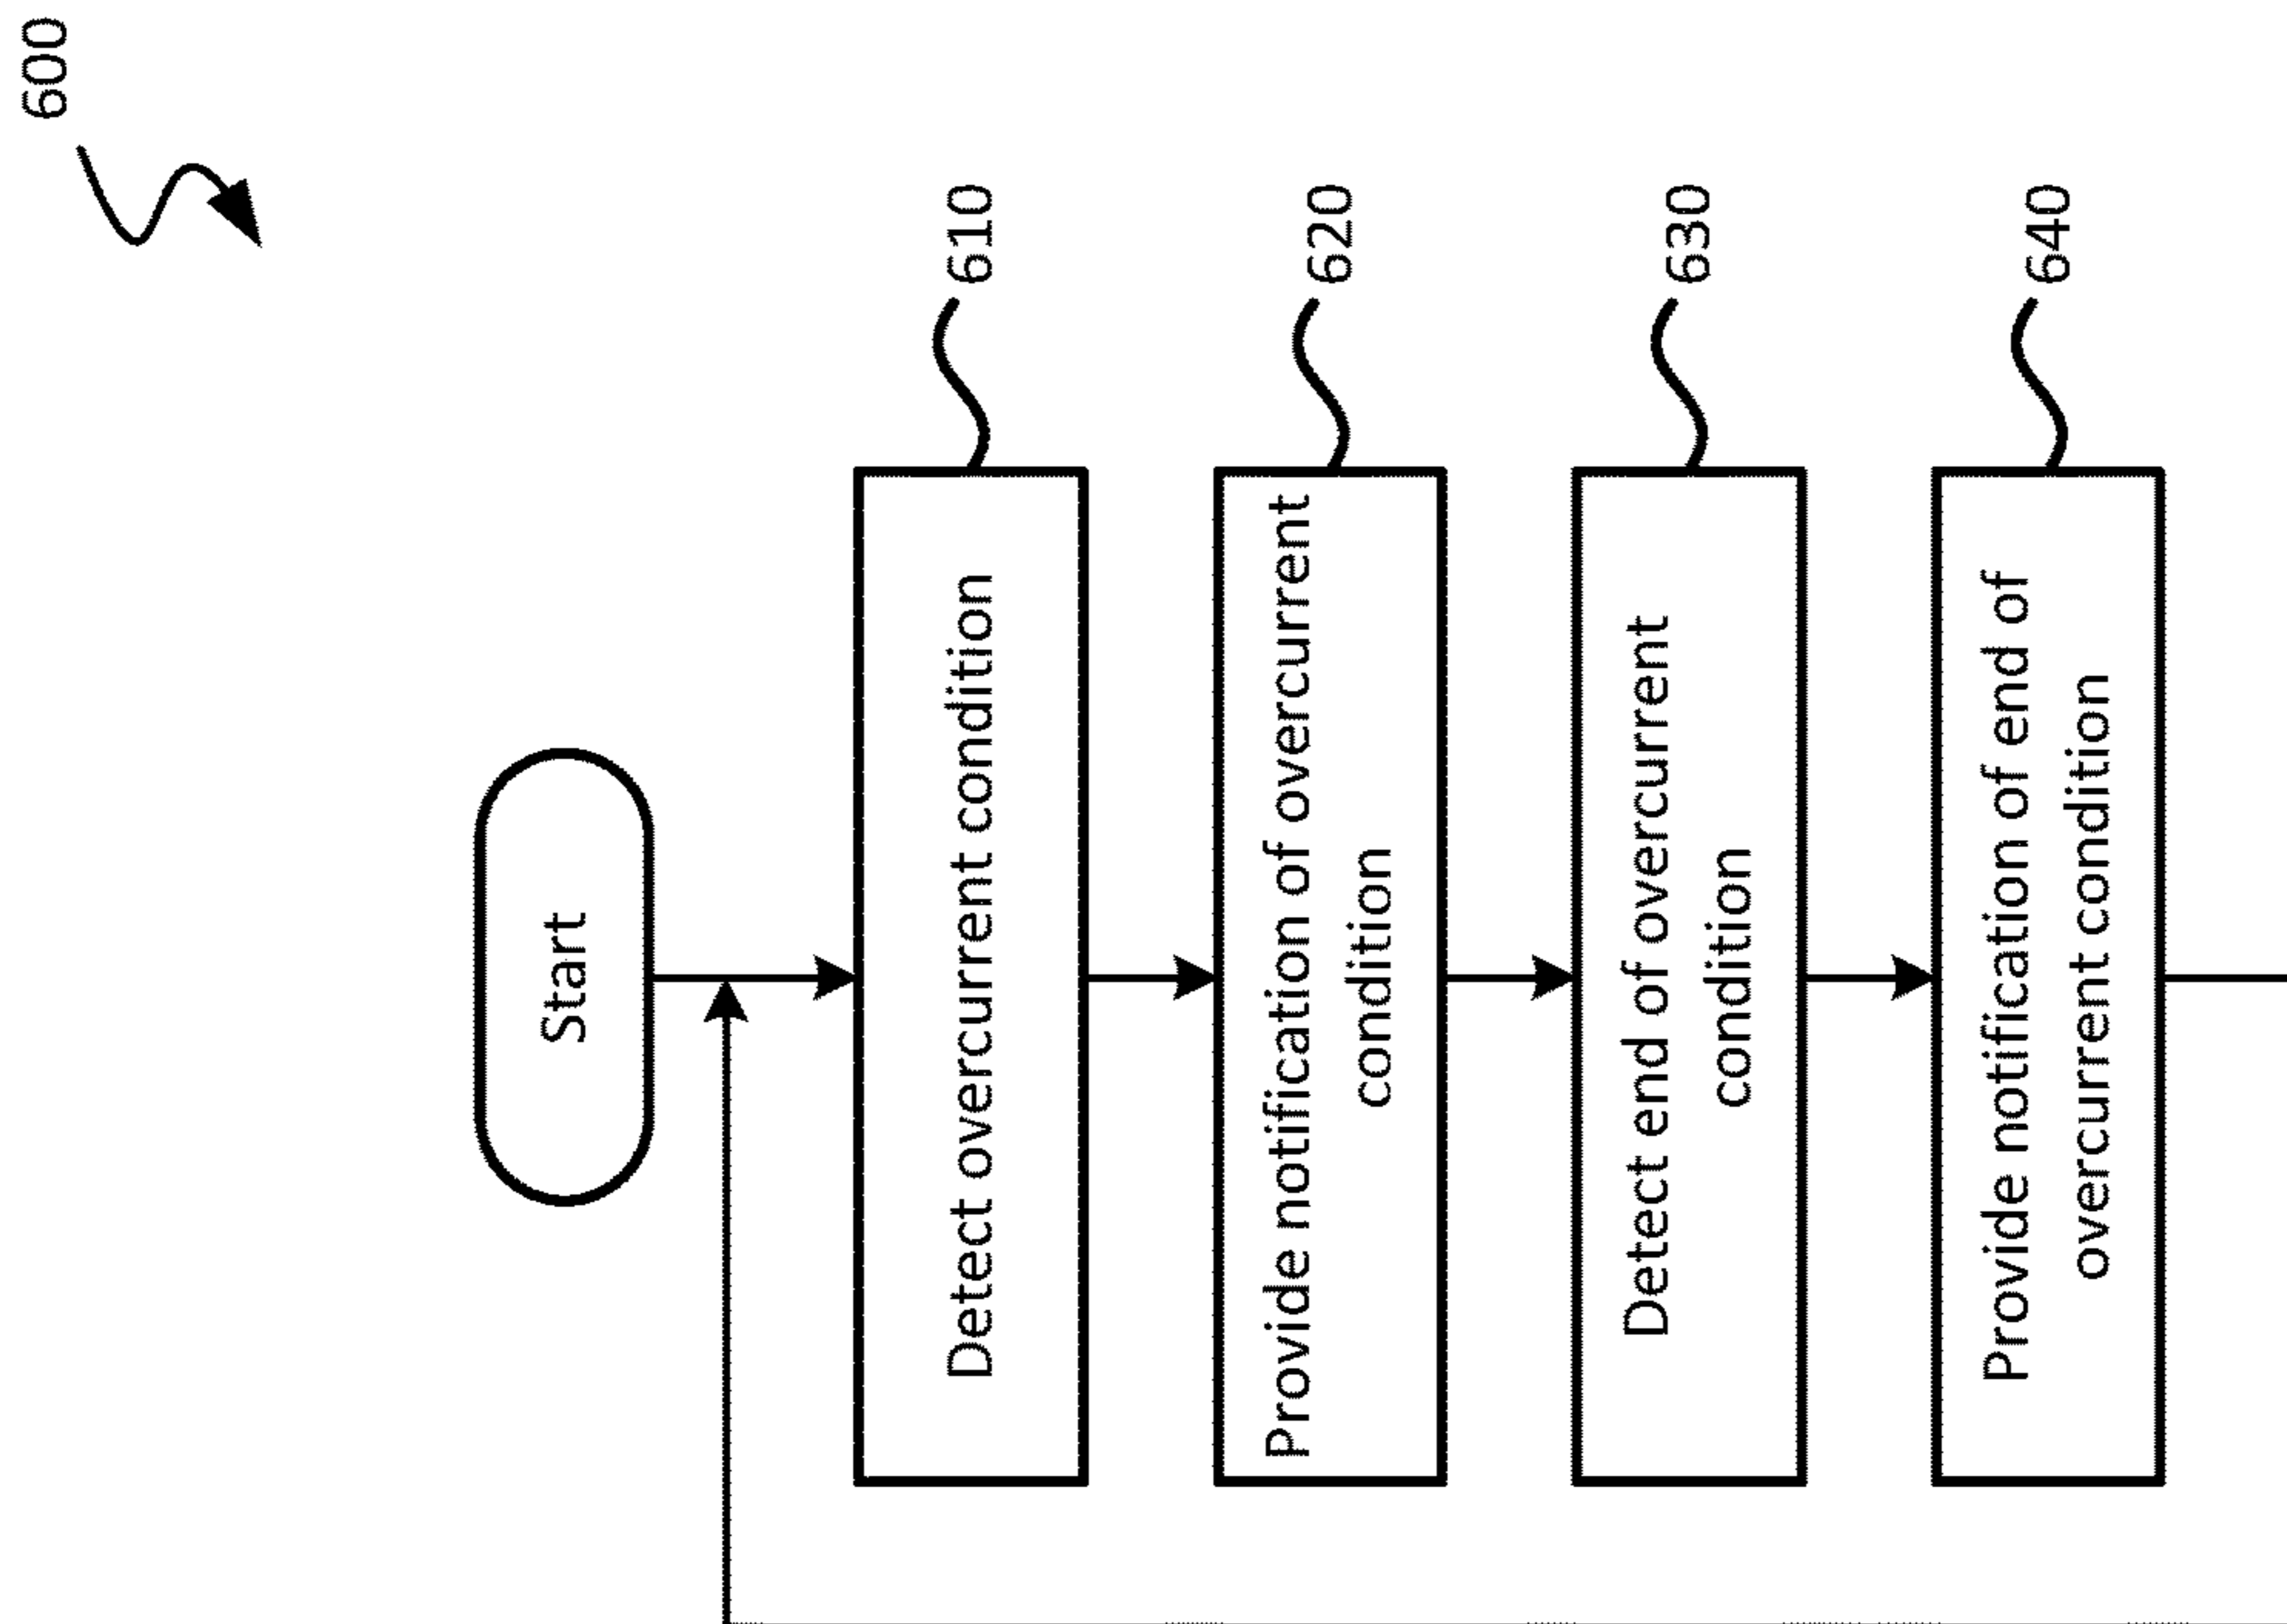 600
Start
Detect overcurrent condition
610
Provide notification of overcurrent
condition
620
Detect end of overcurrent
condition
630
Provide notification of end of
overcurrent condition
640